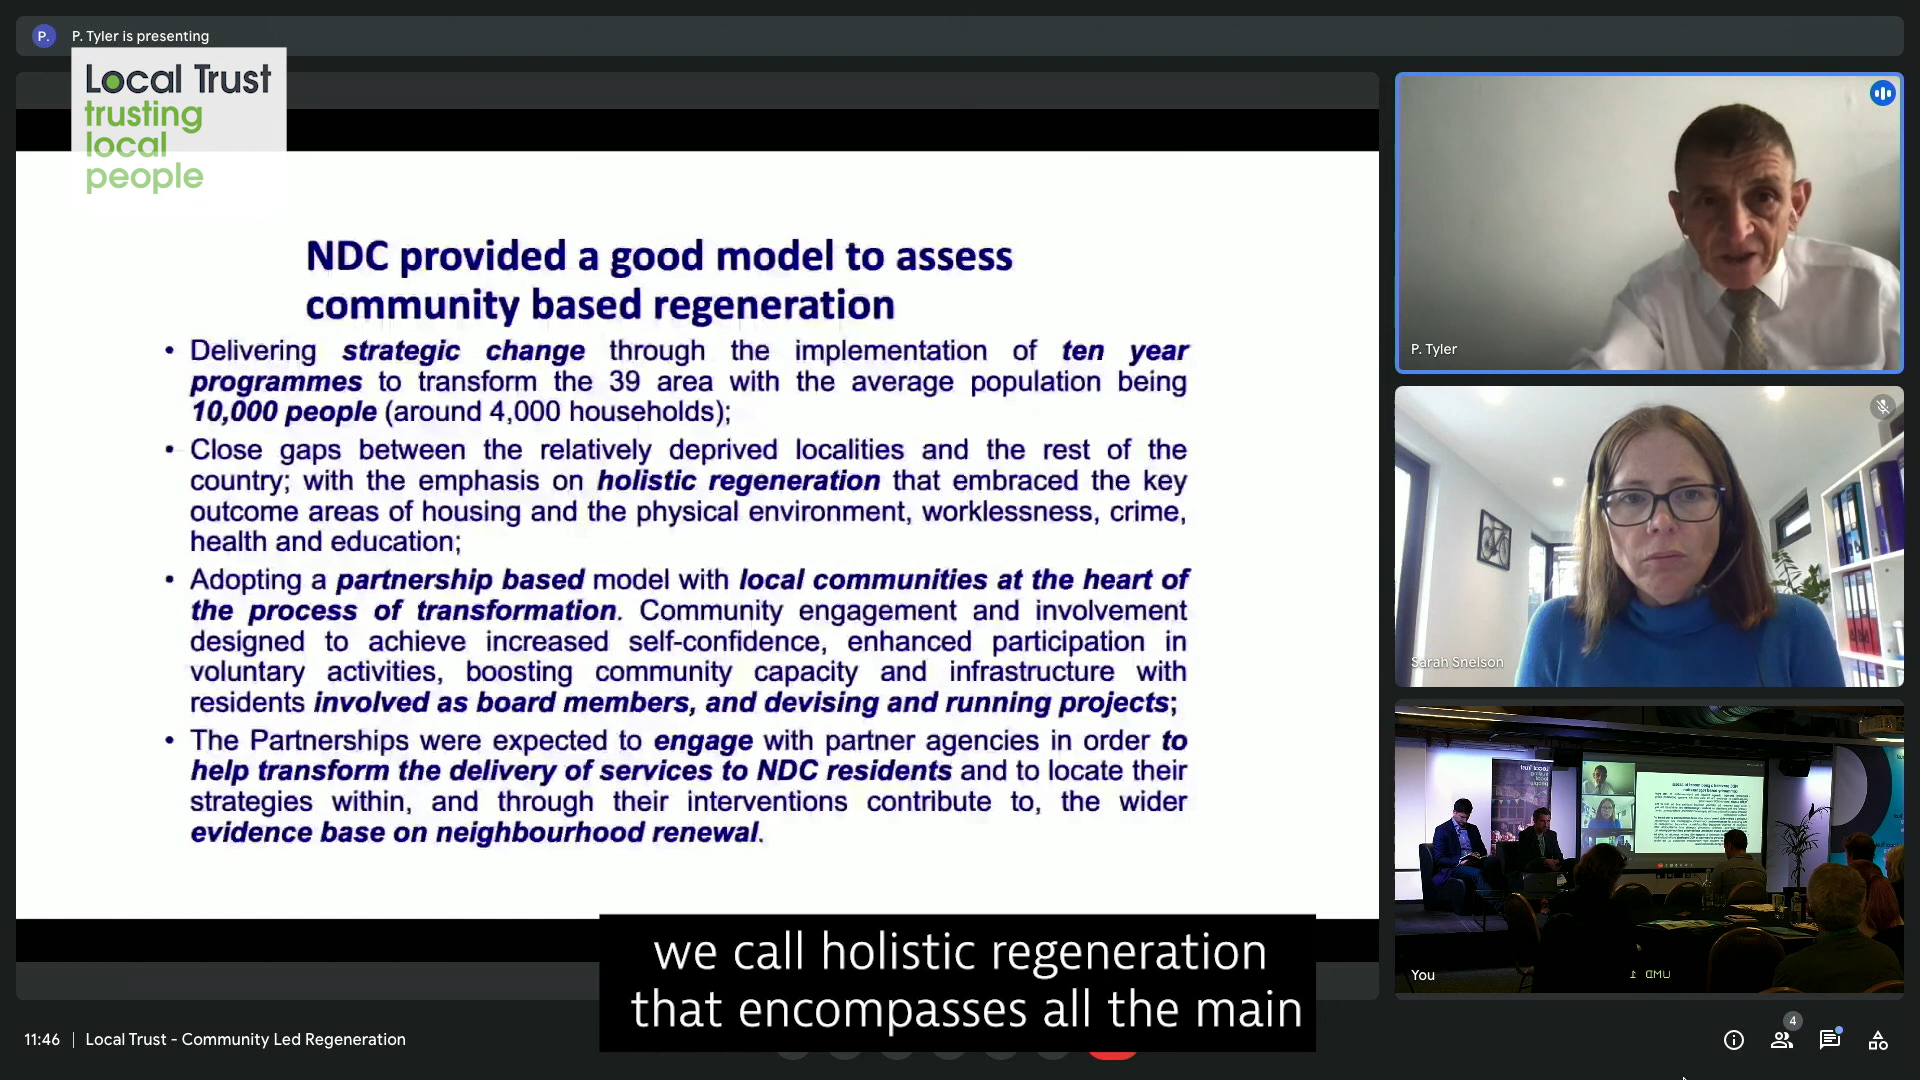 P. P. Tyler is presenting
Local Trust
trusting
local
people
NDC provided a good model to assess
community based regeneration
• Delivering strategic change through the implementation of ten year
programmes to transform the 39 area with the average population being
10,000 people (around 4,000 households);
• Close gaps between the relatively deprived localities and the rest of the
country; with the emphasis on holistic regeneration that embraced the key
outcome areas of housing and the physical environment, worklessness, crime,
health and education;
• Adopting a partnership based model with local communities at the heart of
the process of transformation. Community engagement and involvement
designed to achieve increased self-confidence, enhanced participation in
voluntary activities, boosting community capacity and infrastructure with
residents involved as board members, and devising and running projects;
• The Partnerships were expected to engage with partner agencies in order to
help transform the delivery of services to NDC residents and to locate their
strategies within, and through their interventions contribute to, the wider
evidence base on neighbourhood renewal.
P. Tyler
Sarah Snelson
You
we call holistic regeneration
that encompasses all the main
11:46 | Local Trust - Community Led Regeneration
4